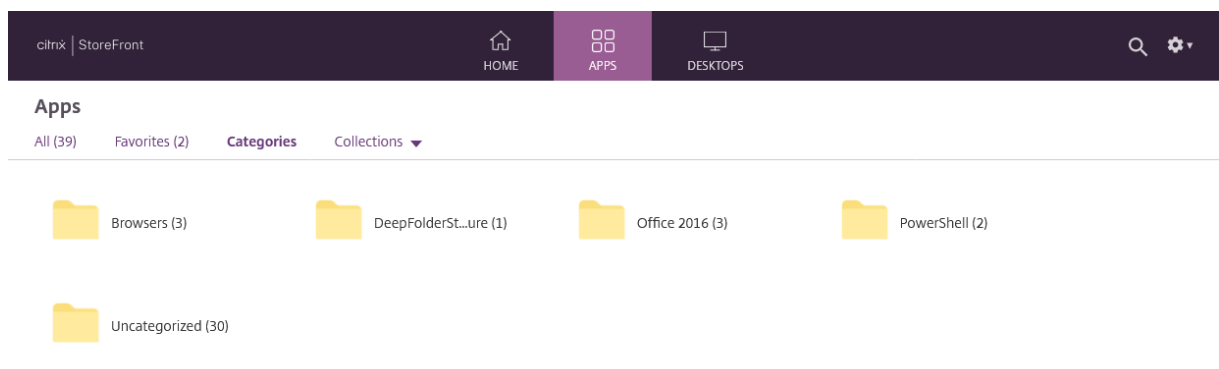 citrix | StoreFront
HOME
APPS
DESKTOPS
Apps
All (39) Favorites (2) Categories Collections
Browsers (3) DeepFolderSt...ure (1) Office 2016 (3) PowerShell (2)
Uncategorized (30)